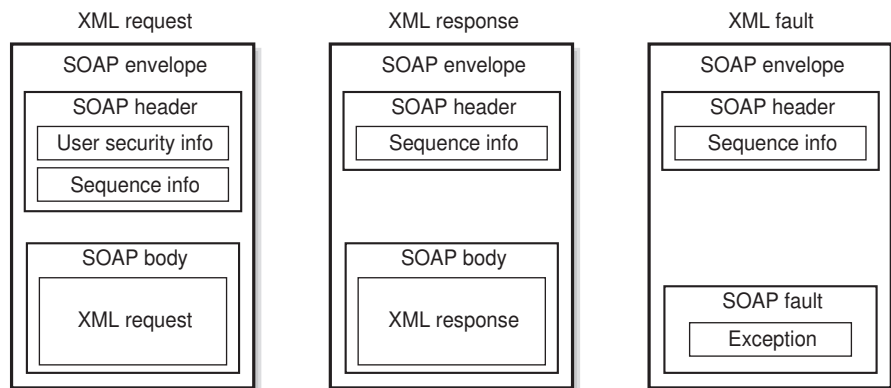 XML request
SOAP envelope
SOAP header
User security info
Sequence info
SOAP body
XML request
XML response
SOAP envelope
SOAP header
Sequence info
SOAP body
XML response
XML fault
SOAP envelope
SOAP header
Sequence info
SOAP fault
Exception